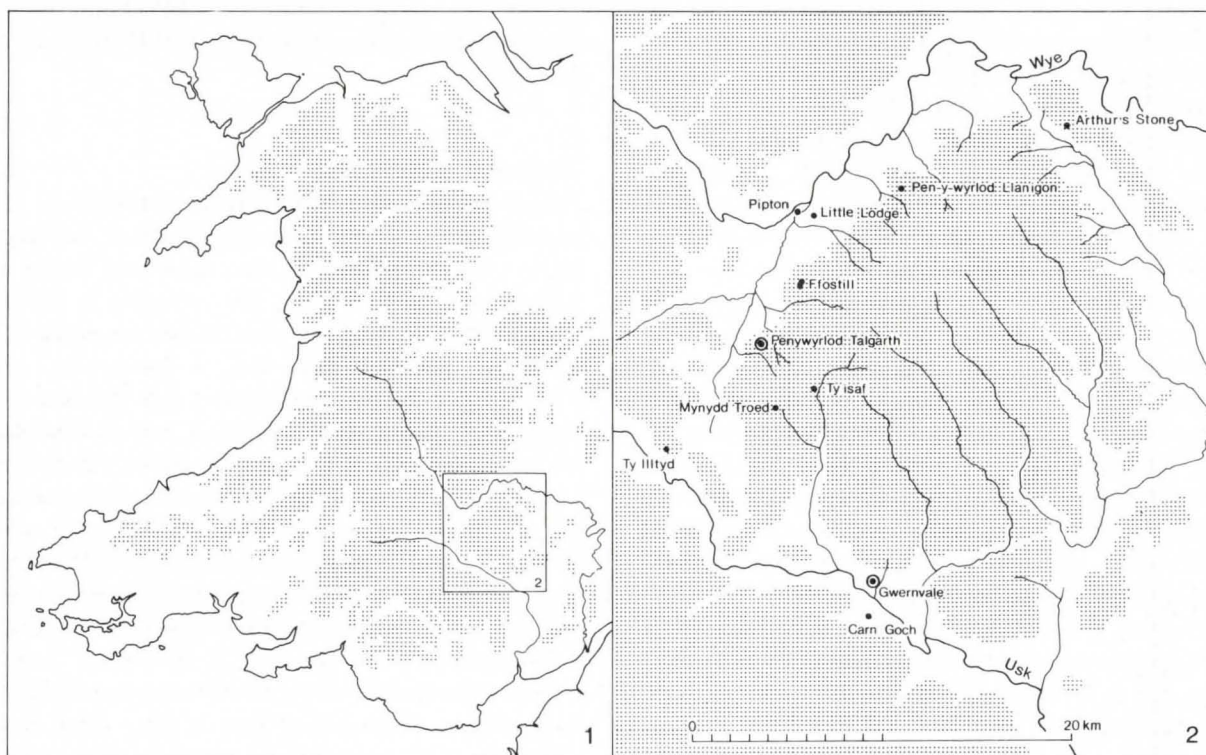 2
1
Wye
Arthur's Stone
Pen-y-wyrlod Llanigon
Pipton
Little Lodge
Ffostill
Penywyrlod Talgarth
Ty isaf
Mynydd Troed
Ty Illtyd
Gwernvale
Carn Goch
Usk
0
20 km
2